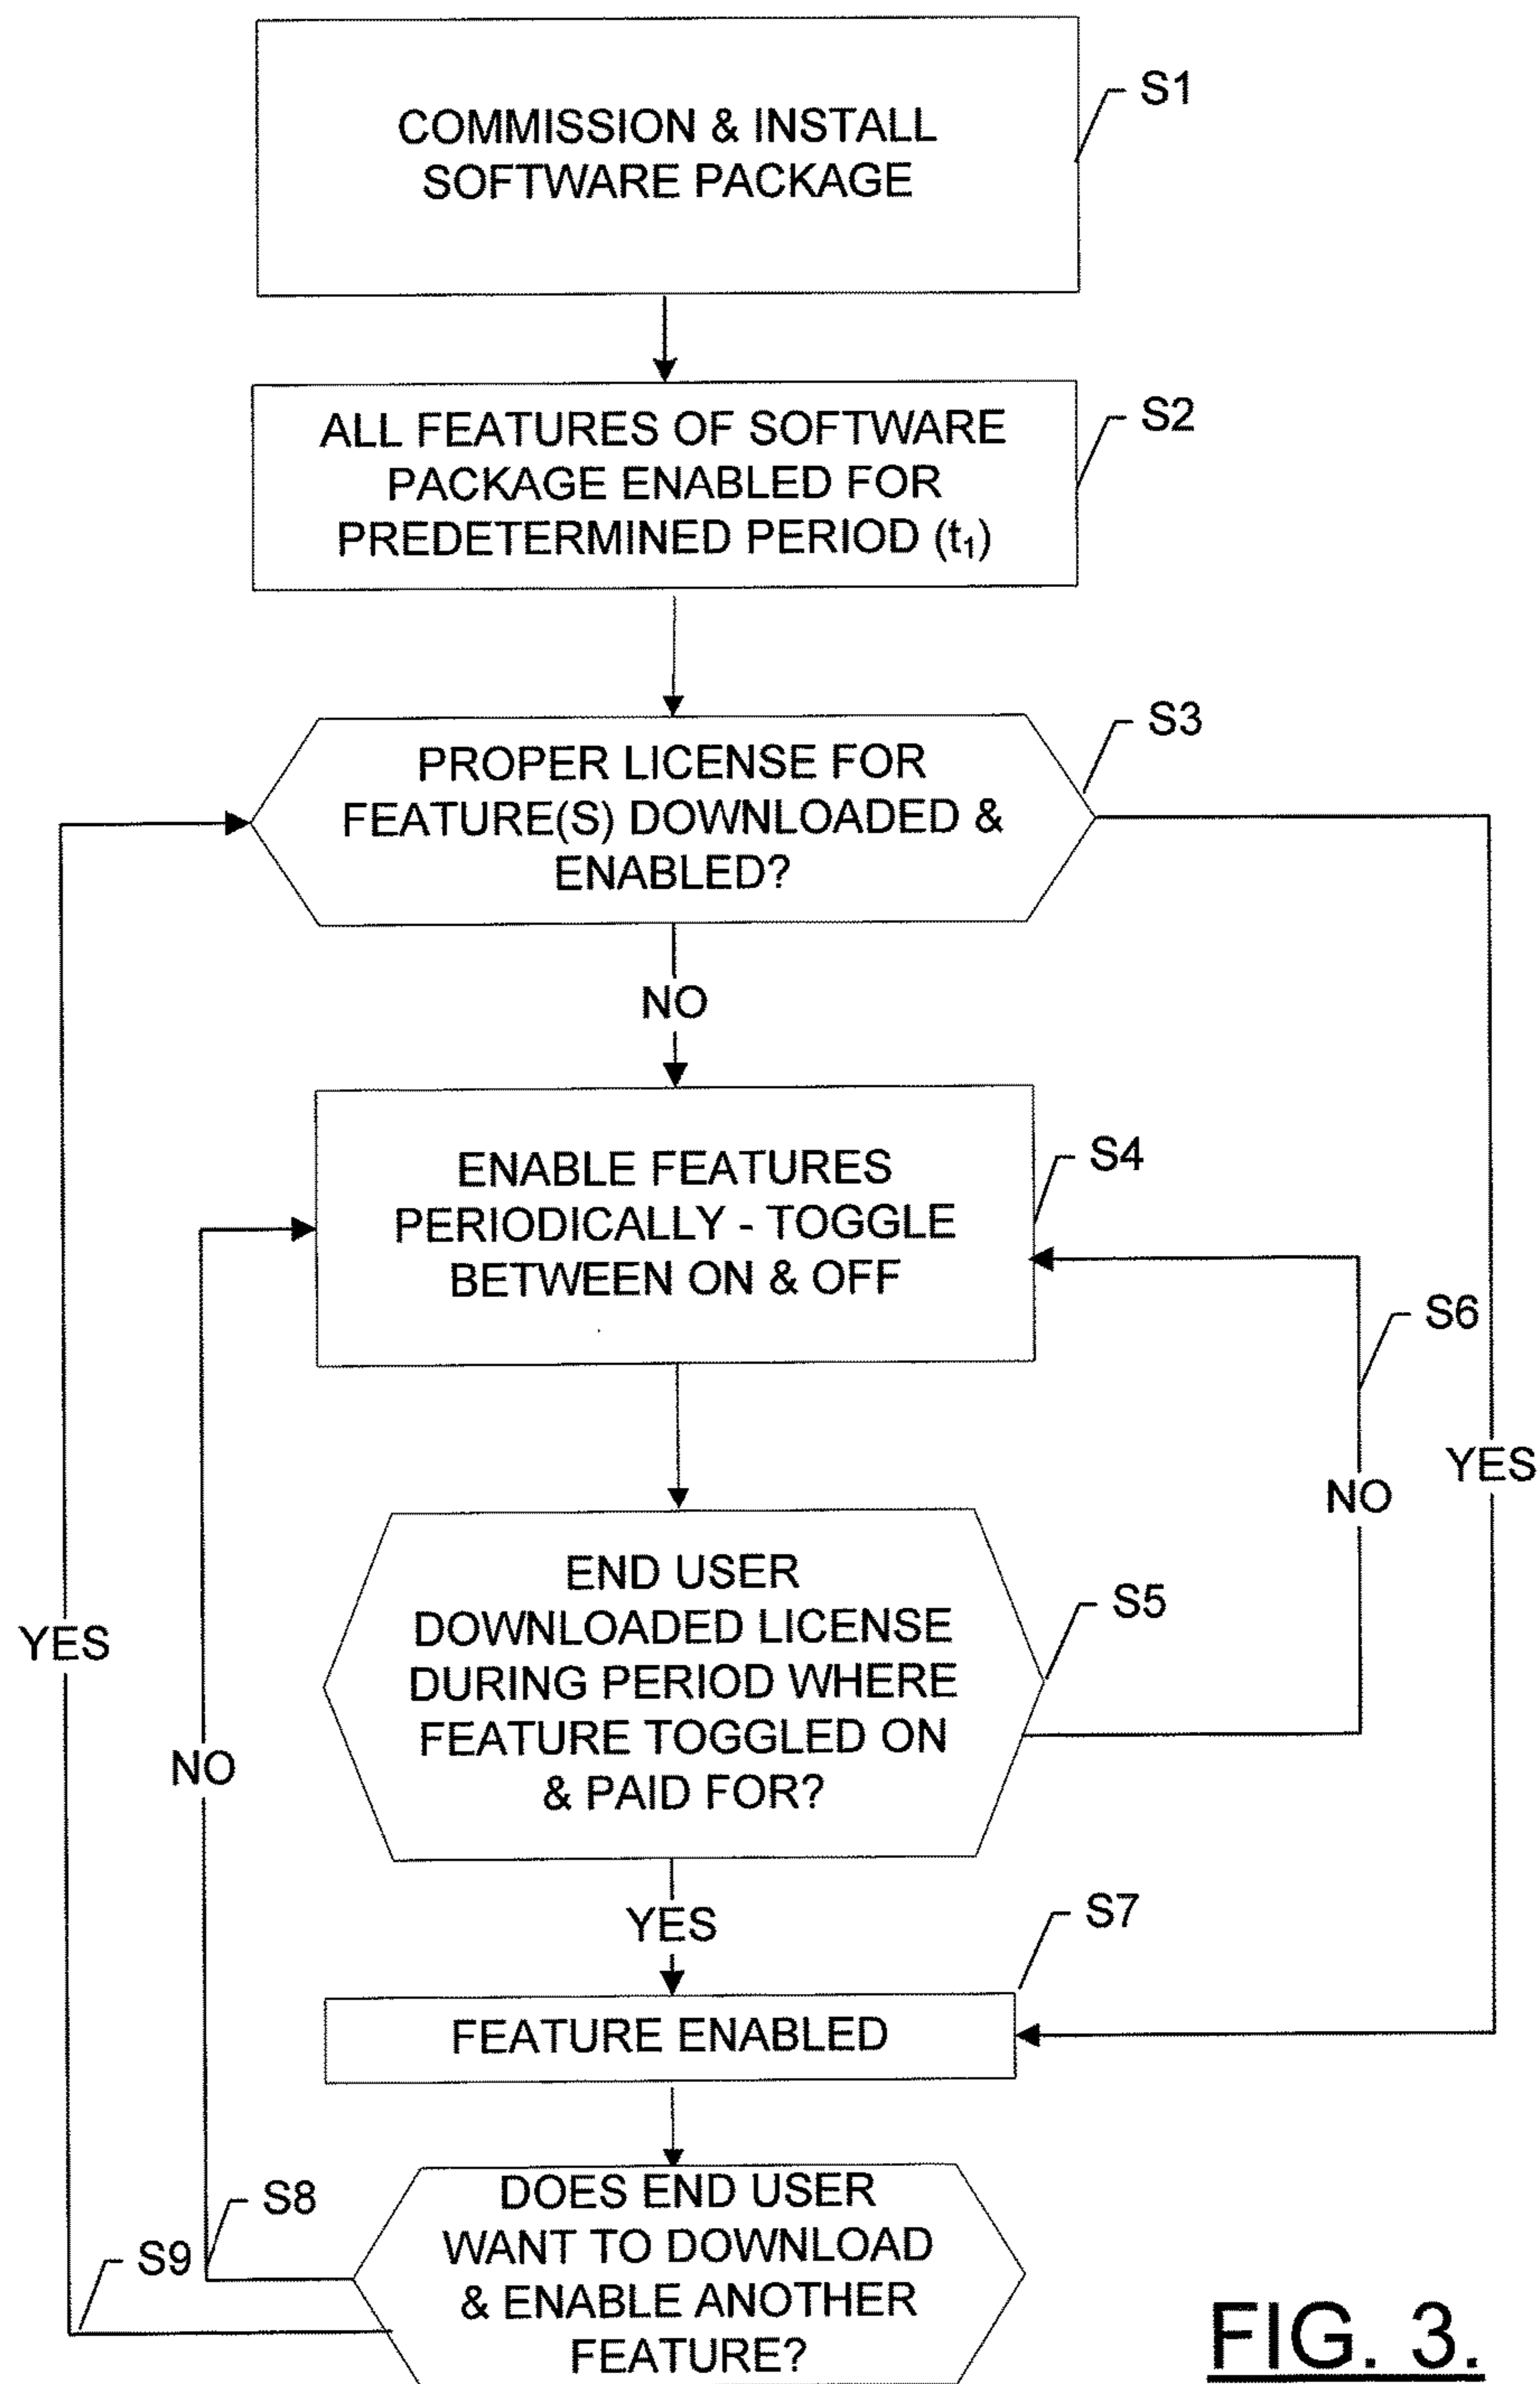 COMMISSION & INSTALL
SOFTWARE PACKAGE
S1
ALL FEATURES OF SOFTWARE
PACKAGE ENABLED FOR
PREDETERMINED PERIOD (t₁)
S2
PROPER LICENSE FOR
FEATURE(S) DOWNLOADED &
ENABLED?
S3
NO
ENABLE FEATURES
PERIODICALLY - TOGGLE
BETWEEN ON & OFF
S4
S6
YES
NO
END USER
DOWNLOADED LICENSE
DURING PERIOD WHERE
FEATURE TOGGLED ON
& PAID FOR?
S5
YES
NO
YES
S7
FEATURE ENABLED
DOES END USER
WANT TO DOWNLOAD
& ENABLE ANOTHER
FEATURE?
S8
S9
FIG. 3.